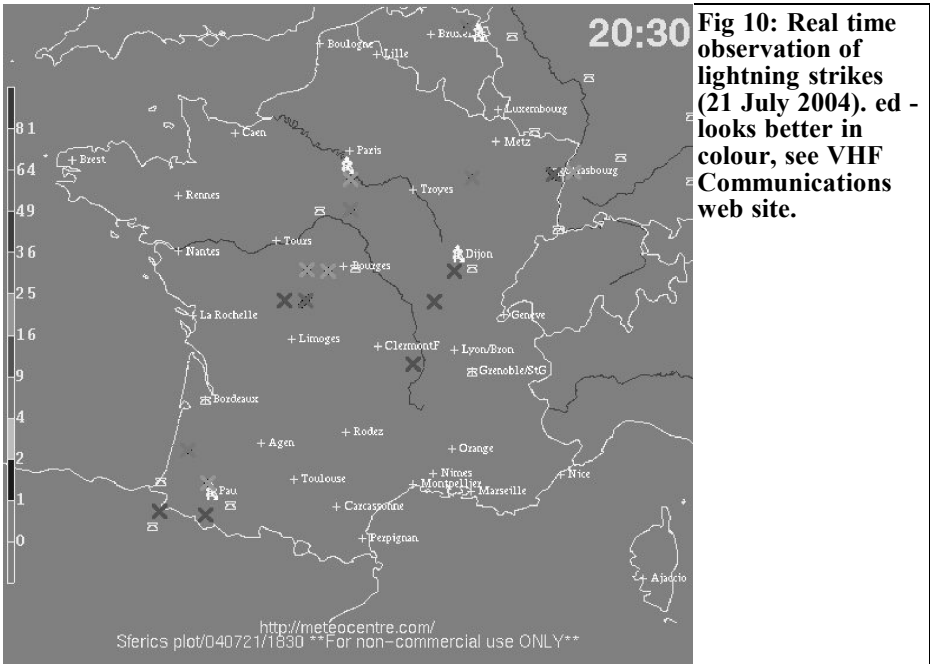 20:30
Bruxe
Boulogne
Lille
Luxembourg
81
Caen
Metz
Paris
Brest
64
asbourg
Troyes
Rennes
49
Tours
Nantes
36
Dijon
Bourges
25
La Rochelle
Geneve
16
Limoges
ClermontF
Lyon/Bron
9
Grenoble/StG
Bordeaux
4
Rodez
Agen
Orange
2
Nimes
Nice
Toulouse
Montpellier
Marseille
Pau
1
Carcassonne
0
Perpignan
Ajaccio
http://meteocentre.com/
Sferics plot/040721/1830 **For non-commercial use ONLY**
Fig 10: Real time
observation of
lightning strikes
(21 July 2004). ed -
looks better in
colour, see VHF
Communications
web site.